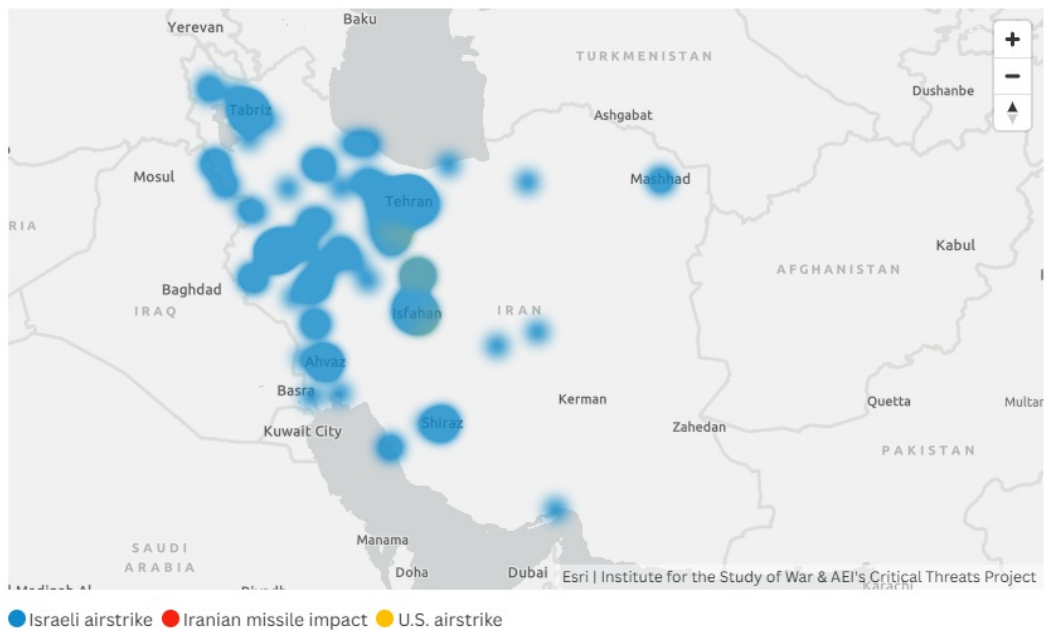 Baku
Yerevan
TURKMENISTAN
Dushanbe
Tabriz
Ashgabat
Mosul
Mashhad
Tehran
RIA
Kabul
AFGHANISTAN
Baghdad
IRAQ
Isfahan
IRAN
Ahvaz
Basra
Kerman
Quetta
Multan
Kuwait City
Shiraz
Zahedan
PAKISTAN
Manama
SAUDI
ARABIA
Doha
Dubai
Esri | Institute for the Study of War & AEI's Critical Threats Project
Karachi
Israeli airstrike
Iranian missile impact
U.S. airstrike